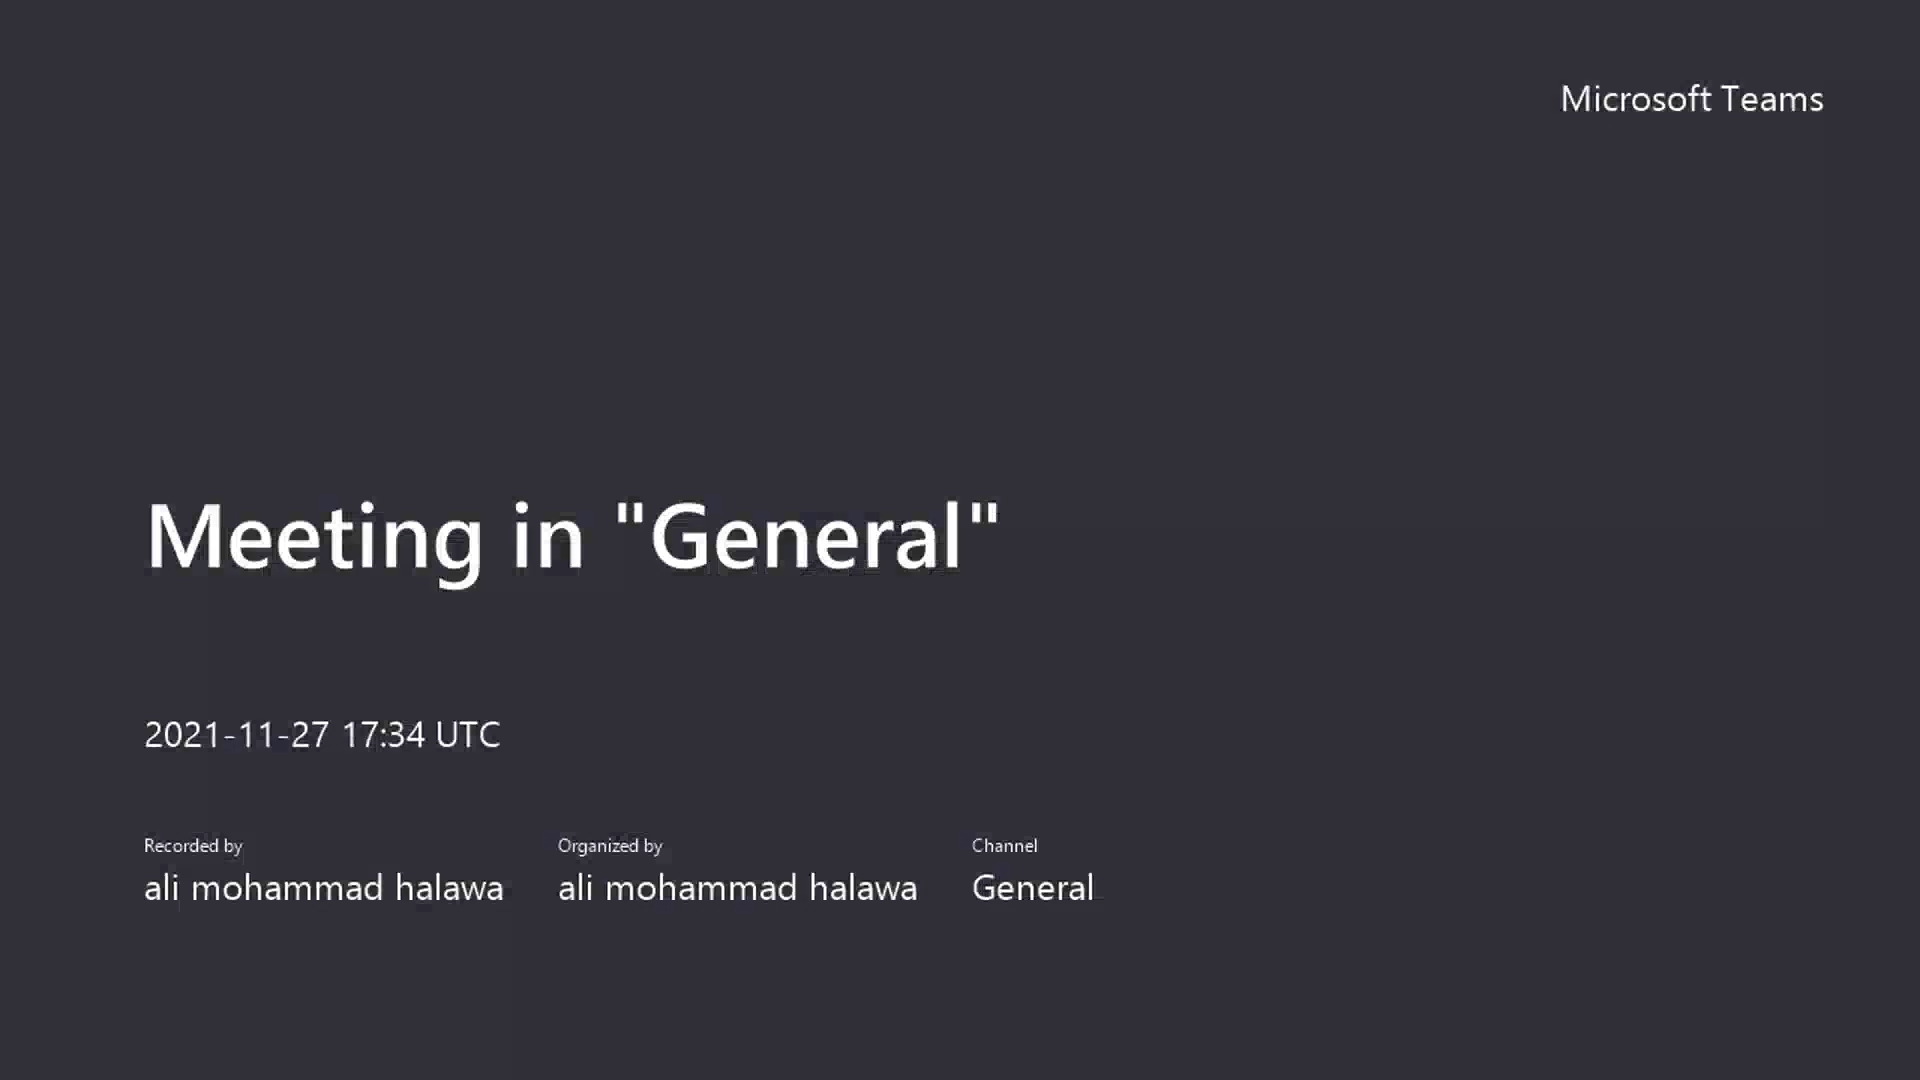 Microsoft Teams
Meeting in "General"
2021-11-27 17:34 UTC
Recorded by
ali mohammad halawa
Organized by
ali mohammad halawa
Channel
General